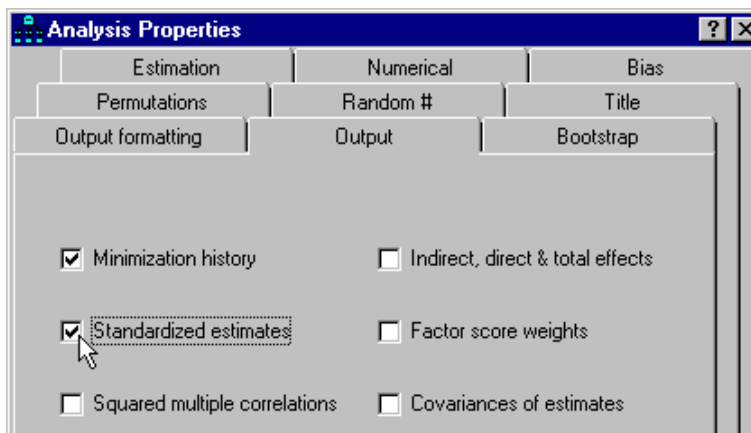 Analysis Properties
Estimation Numerical Bias
Permutations Random # Title
Output formatting Output Bootstrap
Minimization history Indirect, direct & total effects
Standardized estimates Factor score weights
Squared multiple correlations Covariances of estimates